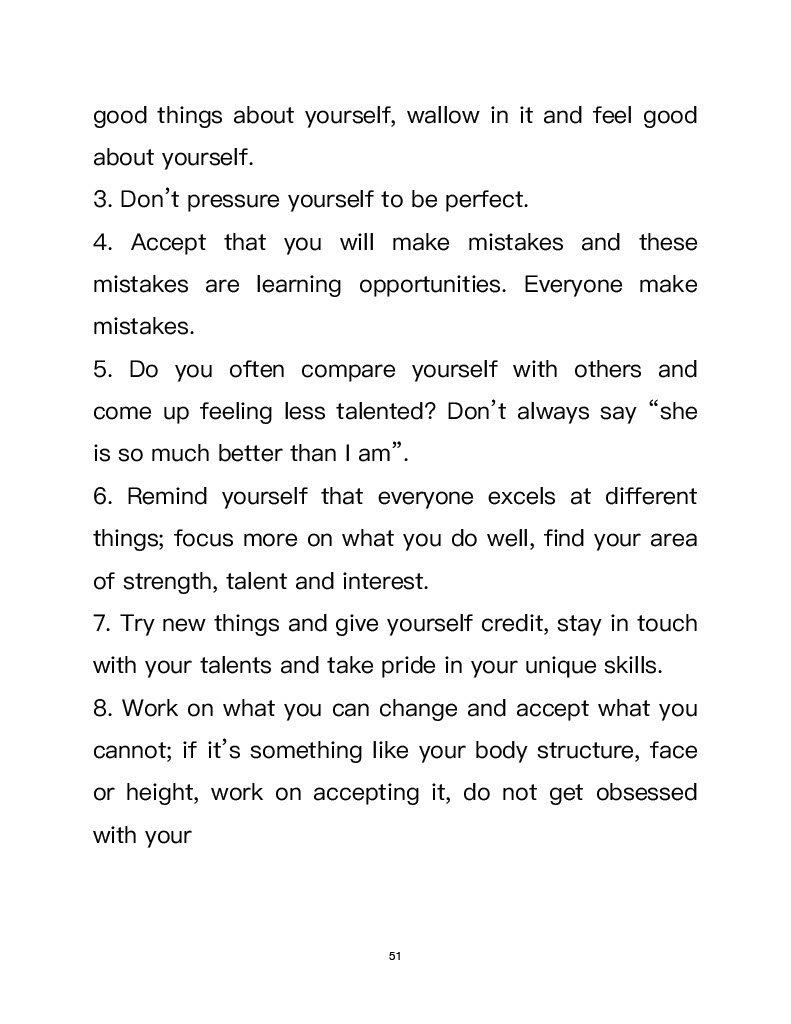 good things about yourself, wallow in it and feel good
about yourself.
3. Don’t pressure yourself to be perfect.
4. Accept that you will make mistakes and these
mistakes are learning opportunities. Everyone make
mistakes.
5. Do you often compare yourself with others and
come up feeling less talented? Don’t always say “she
is so much better than I am”.
6. Remind yourself that everyone excels at different
things; focus more on what you do well, find your area
of strength, talent and interest.
7. Try new things and give yourself credit, stay in touch
with your talents and take pride in your unique skills.
8. Work on what you can change and accept what you
cannot; if it’s something like your body structure, face
or height, work on accepting it, do not get obsessed
with your
51